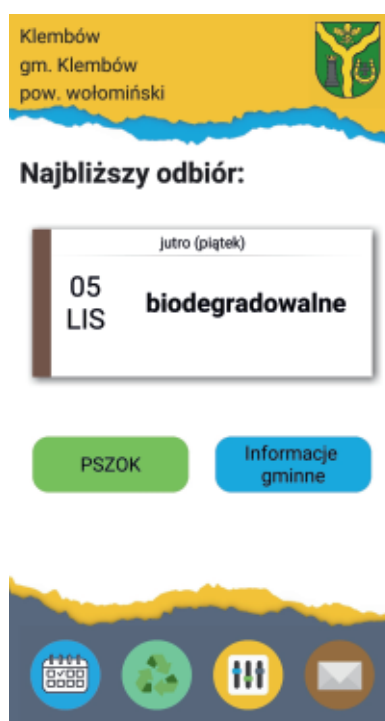 Klembów
gm. Klembów
pow. wołomiński
Najbliższy odbiór:
jutro (piątek)
05
LIS
biodegradowalne
PSZOK
Informacje
gminne